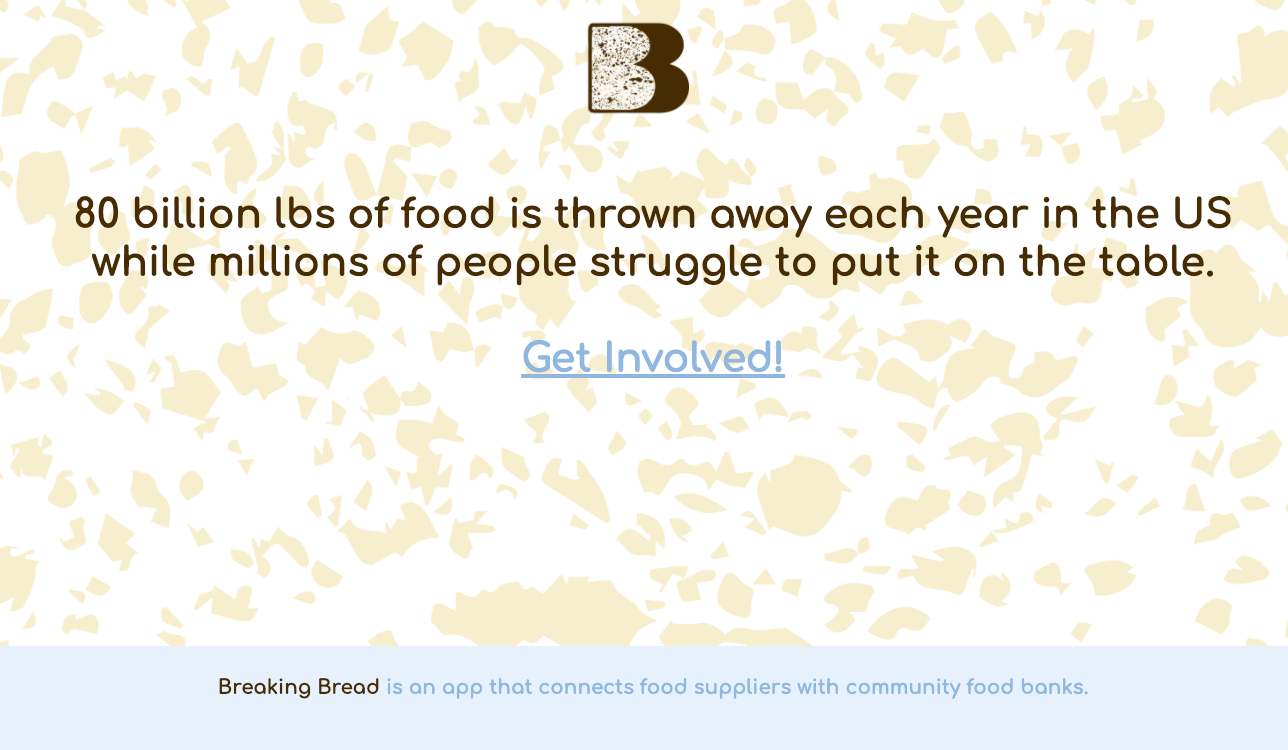 B
80 billion lbs of food is thrown away each year in the US
while millions of people struggle to put it on the table.
Get Involved!
Breaking Bread is an app that connects food suppliers with community food banks.